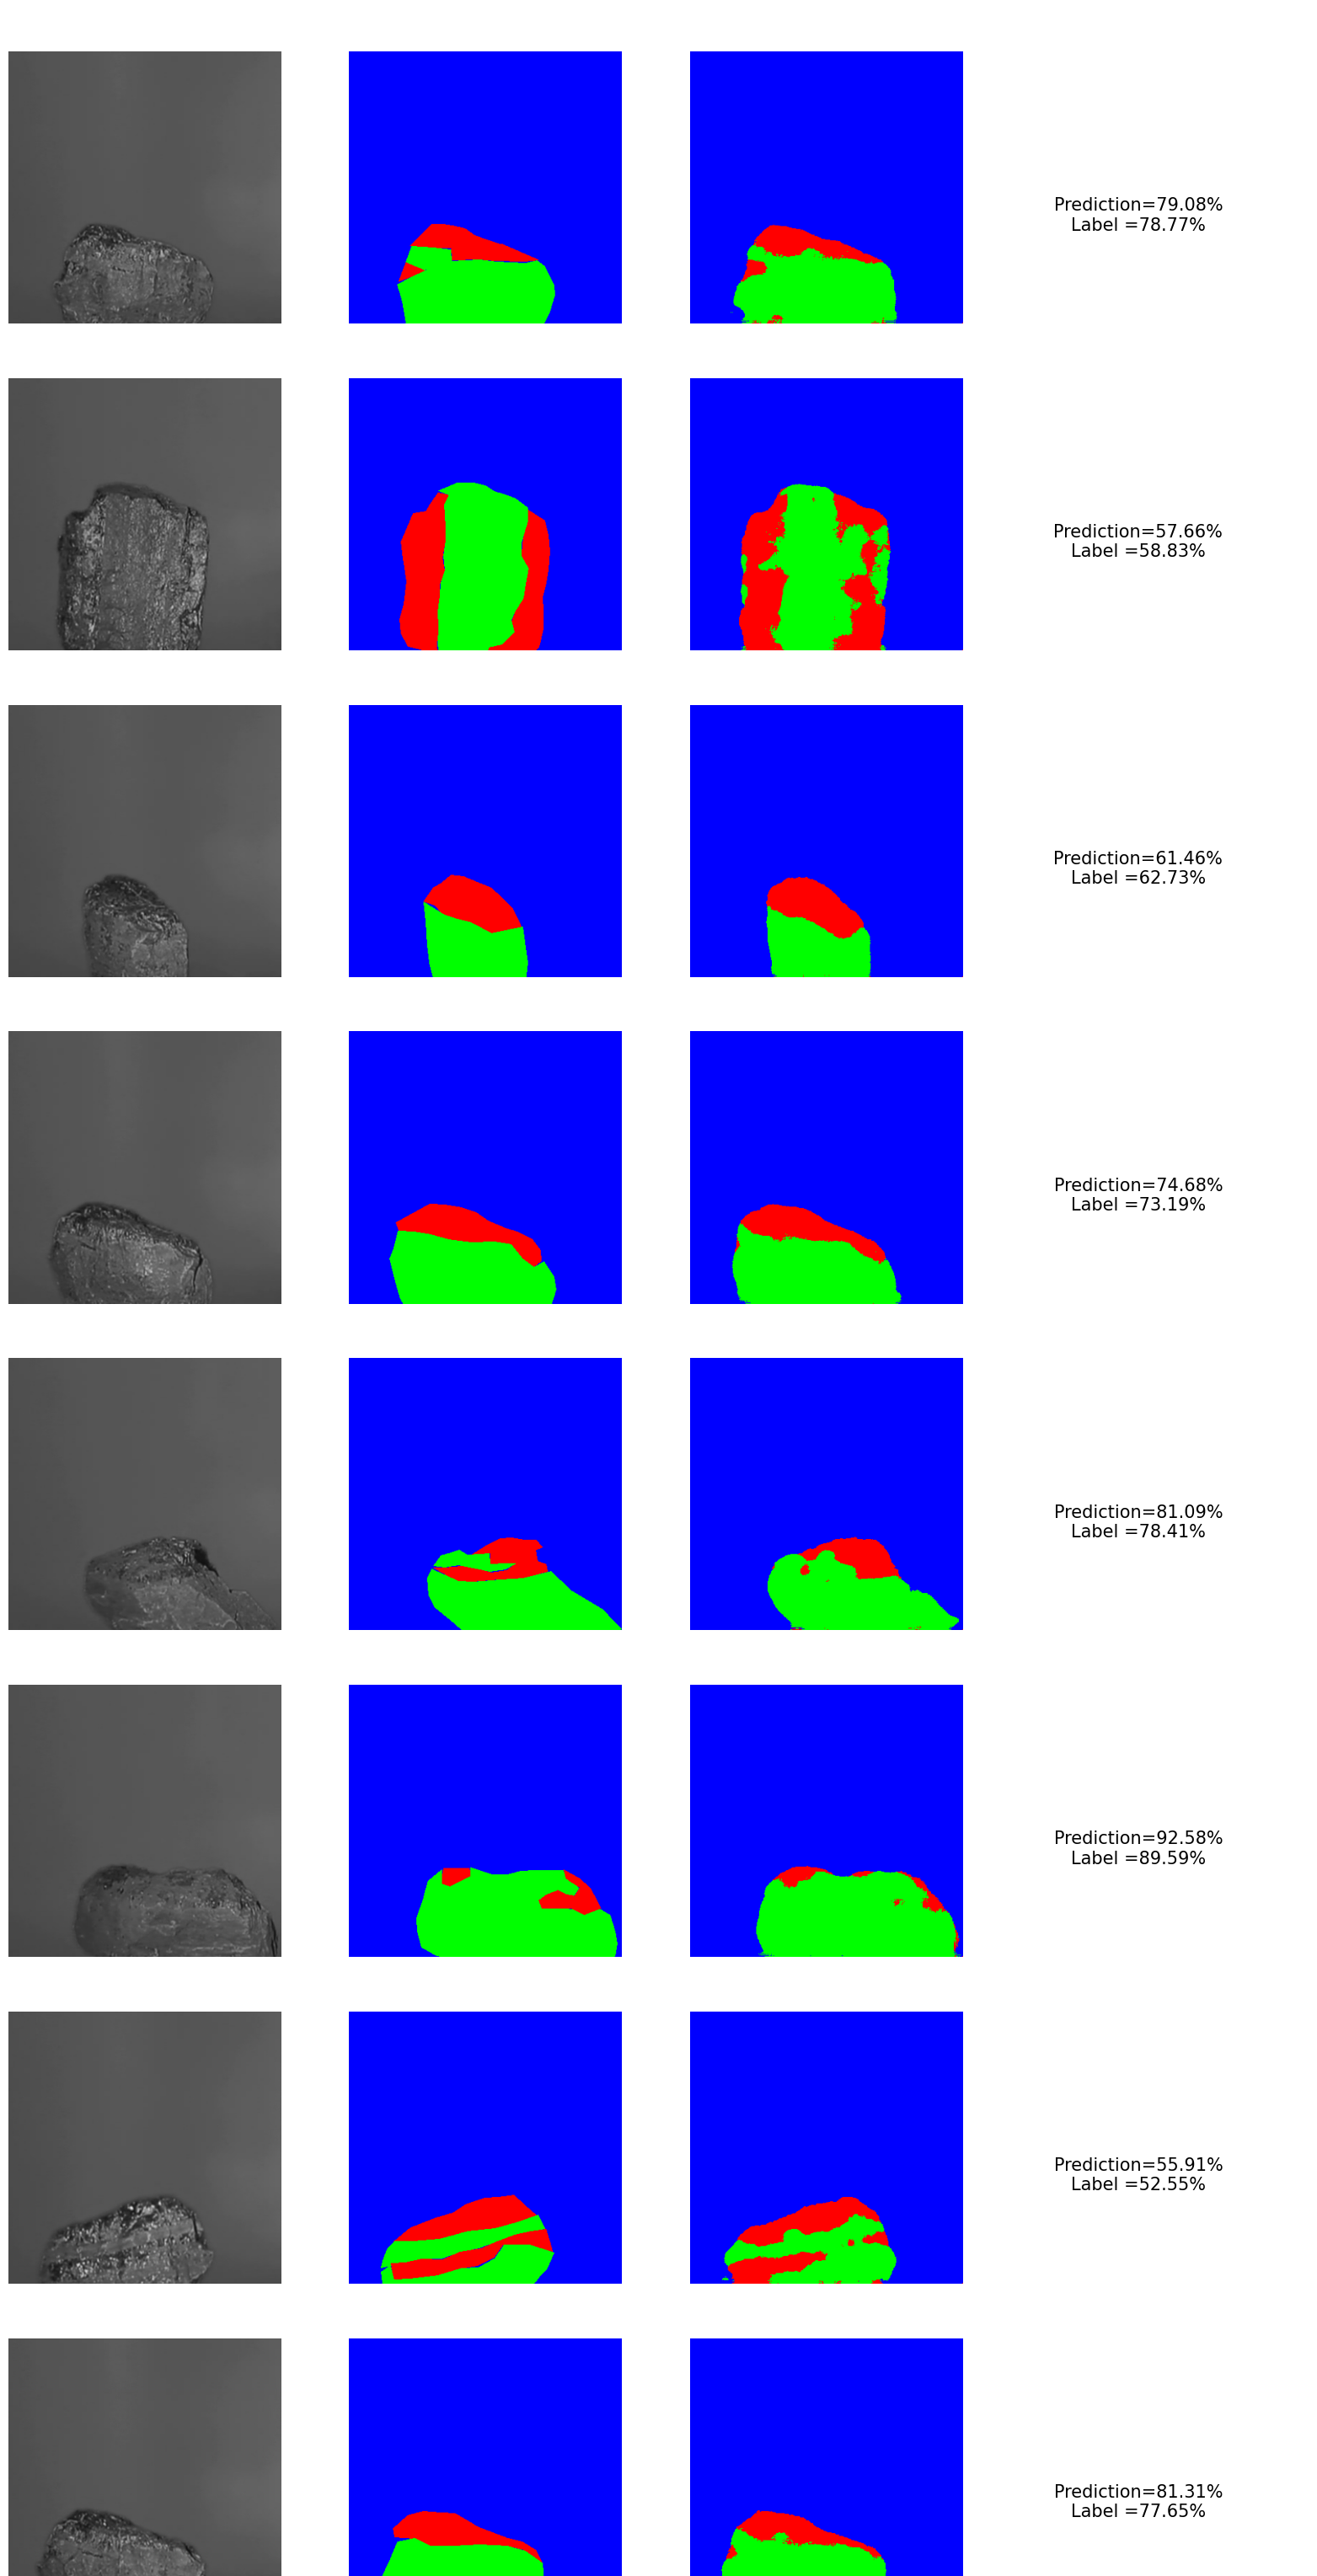 Prediction=79.08%
Label =78.77%
Prediction=57.66%
Label =58.83%
Prediction=61.46%
Label =62.73%
Prediction=74.68%
Label =73.19%
Prediction=81.09%
Label =78.41%
Prediction=92.58%
Label =89.59%
Prediction=55.91%
Label =52.55%
Prediction=81.31%
Label =77.65%